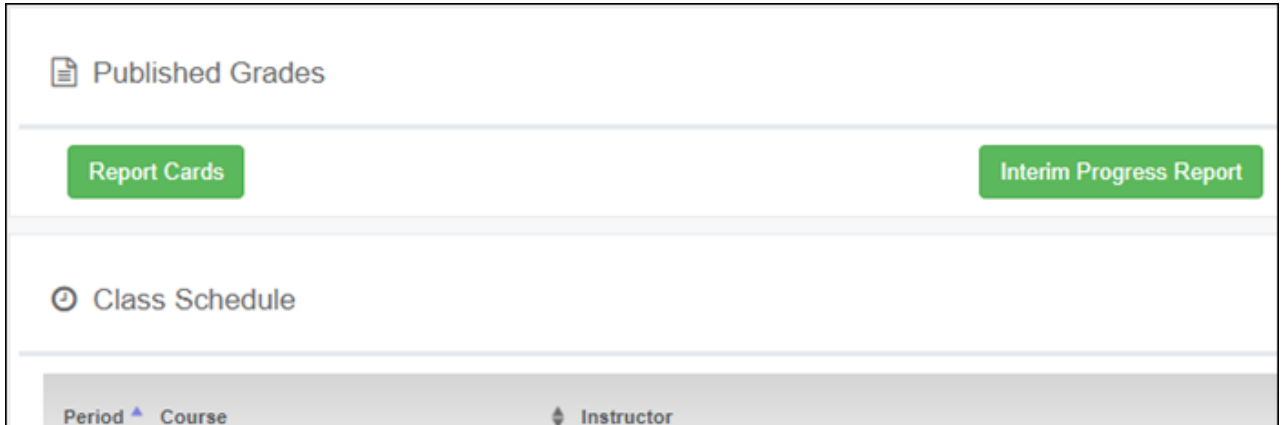 Published Grades
Report Cards Interim Progress Report
Class Schedule
Period Course Instructor